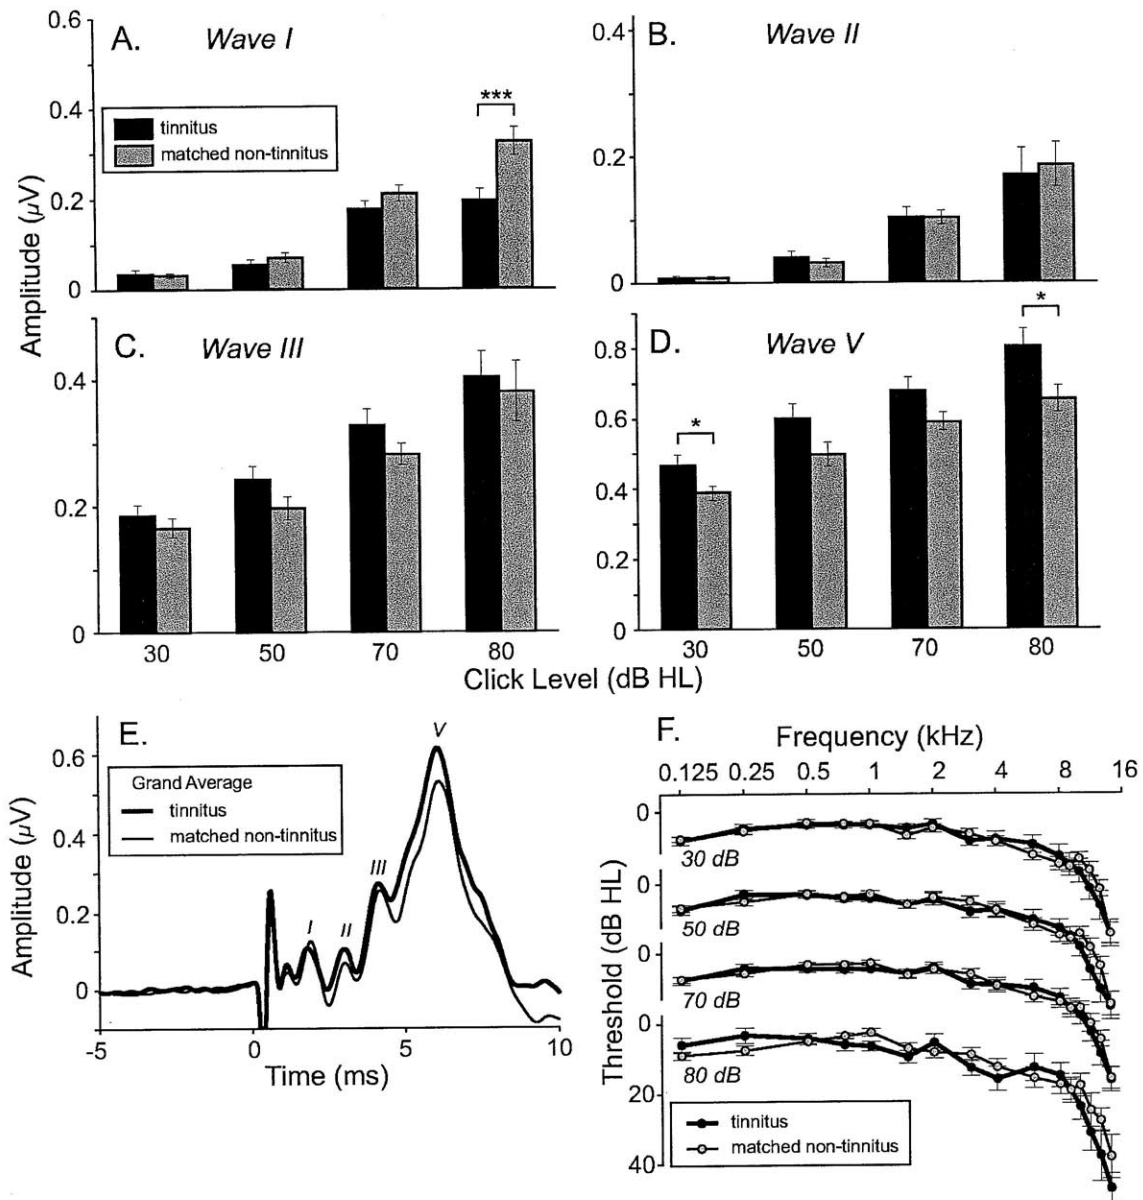 A. Wave I
0.6
0.4
0.2
0
***
tinnitus
matched non-tinnitus
B. Wave II
0.4
0.2
0
Amplitude (µV)
C. Wave III
0.4
0.2
0
30 50 70 80
D. Wave V
0.8
0.6
0.4
0.2
0
*
*
30 50 70 80
Click Level (dB HL)
E.
0.6
0.4
0.2
0
Amplitude (µV)
Grand Average
tinnitus
matched non-tinnitus
I
II
III
V
-5 0 5 10
Time (ms)
F.
Frequency (kHz)
0.125 0.25 0.5 1 2 4 8 16
Threshold (dB HL)
0
30 dB
0
50 dB
0
70 dB
0
80 dB
20
40
tinnitus
matched non-tinnitus